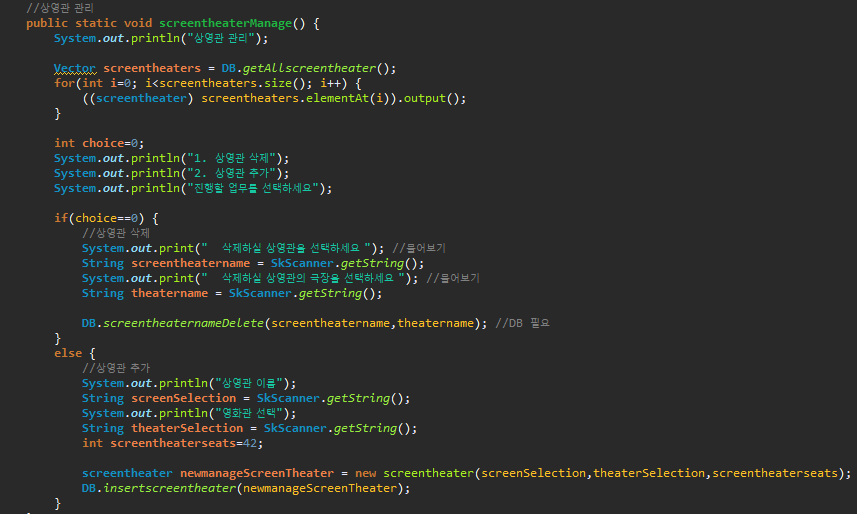 //상영관 관리
public static void screentheaterManage() {
    System.out.println("상영관 관리");

    Vector screentheaters = DB.getAllscreentheater();
    for(int i=0; i<screentheaters.size(); i++) {
        ((screentheater) screentheaters.elementAt(i)).output();
    }

    int choice=0;
    System.out.println("1. 상영관 삭제");
    System.out.println("2. 상영관 추가");
    System.out.println("진행할 업무를 선택하세요");

    if(choice==0) {
        //상영관 삭제
        System.out.print("  삭제하실 상영관을 선택하세요 "); //물어보기
        String screentheatername = SkScanner.getString();
        System.out.print("  삭제하실 상영관의 극장을 선택하세요 "); //물어보기
        String theatername = SkScanner.getString();

        DB.screentheaternameDelete(screentheatername,theatername); //DB 필요
    }
    else {
        //상영관 추가
        System.out.println("상영관 이름");
        String screenSelection = SkScanner.getString();
        System.out.println("영화관 선택");
        String theaterSelection = SkScanner.getString();
        int screentheaterseats=42;

        screentheater newmanageScreenTheater = new screentheater(screenSelection,theaterSelection,screentheaterseats);
        DB.insertscreentheater(newmanageScreenTheater);
    }